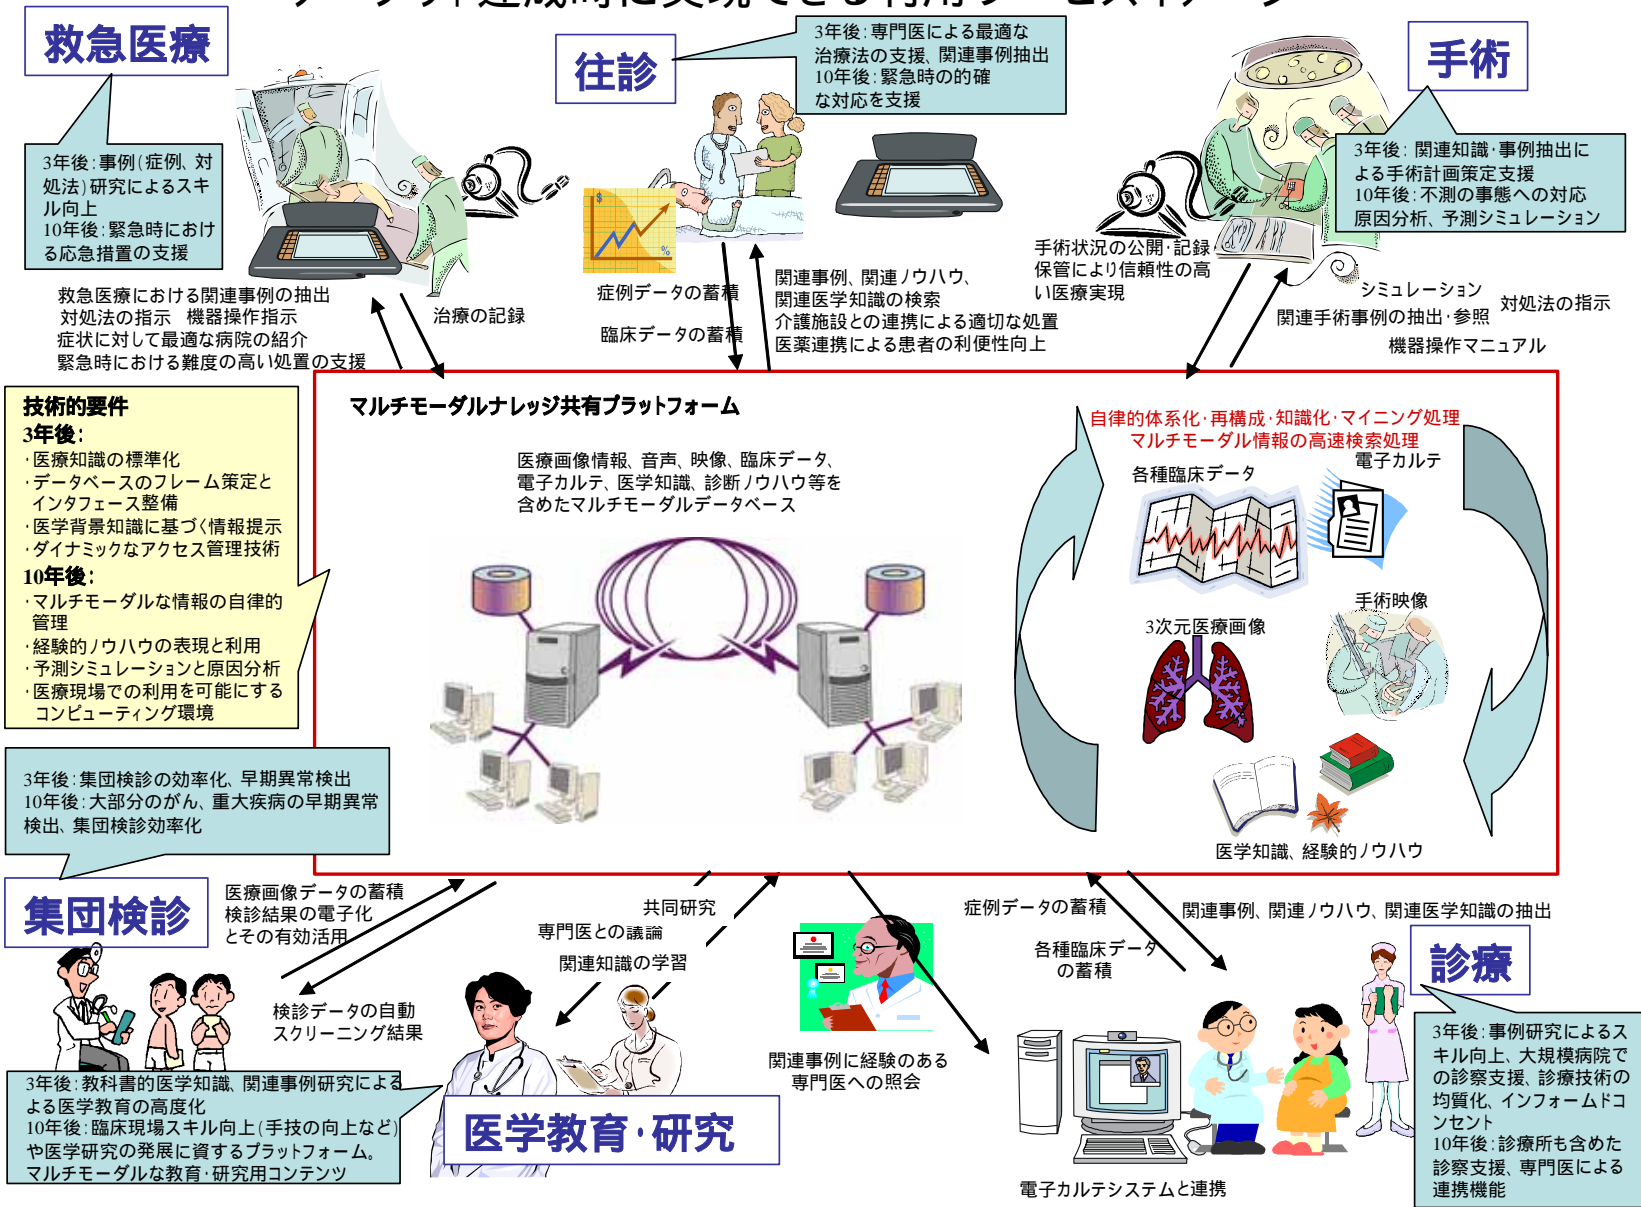 ターゲット達成時に実現できる利用サービスイメージ
救急医療
3年後:事例(症例、対
処法)研究によるスキ
ル向上
10年後:緊急時におけ
る応急措置の支援
救急医療における関連事例の抽出
対処法の指示 機器操作指示
症状に対して最適な病院の紹介
緊急時における難度の高い処置の支援
治療の記録
往診
3年後:専門医による最適な
治療法の支援、関連事例抽出
10年後:緊急時の的確
な対応を支援
$
%
症例データの蓄積
臨床データの蓄積
関連事例、関連ノウハウ、
関連医学知識の検索
介護施設との連携による適切な処置
医薬連携による患者の利便性向上
手術
3年後:関連知識・事例抽出に
よる手術計画策定支援
10年後:不測の事態への対応
原因分析、予測シミュレーション
手術状況の公開・記録
保管により信頼性の高
い医療実現
シミュレーション
関連手術事例の抽出・参照
対処法の指示
機器操作マニュアル
技術的要件
3年後:
・医療知識の標準化
・データベースのフレーム策定と
インタフェース整備
・医学背景知識に基づく情報提示
・ダイナミックなアクセス管理技術
10年後:
・マルチモーダルな情報の自律的
管理
・経験的ノウハウの表現と利用
・予測シミュレーションと原因分析
・医療現場での利用を可能にする
コンピューティング環境
マルチモーダルナレッジ共有プラットフォーム
医療画像情報、音声、映像、臨床データ、
電子カルテ、医学知識、診断ノウハウ等を
含めたマルチモーダルデータベース
自律的体系化・再構成・知識化・マイニング処理
マルチモーダル情報の高速検索処理
各種臨床データ
電子カルテ
3次元医療画像
手術映像
医学知識、経験的ノウハウ
3年後:集団検診の効率化、早期異常検出
10年後:大部分のがん、重大疾病の早期異常
検出、集団検診効率化
集団検診
医療画像データの蓄積
検診結果の電子化
とその有効活用
検診データの自動
スクリーニング結果
共同研究
専門医との議論
関連知識の学習
3年後:教科書的医学知識、関連事例研究による
よる医学教育の高度化
10年後:臨床現場スキル向上(手技の向上など)
や医学研究の発展に資するプラットフォーム。
マルチモーダルな教育・研究用コンテンツ
医学教育・研究
関連事例に経験のある
専門医への照会
症例データの蓄積
各種臨床データ
の蓄積
関連事例、関連ノウハウ、関連医学知識の抽出
電子カルテシステムと連携
診療
3年後:事例研究によるス
キル向上、大規模病院で
の診察支援、診療技術の
均質化、インフォームドコ
ンセント
10年後:診療所も含めた
診察支援、専門医による
連携機能